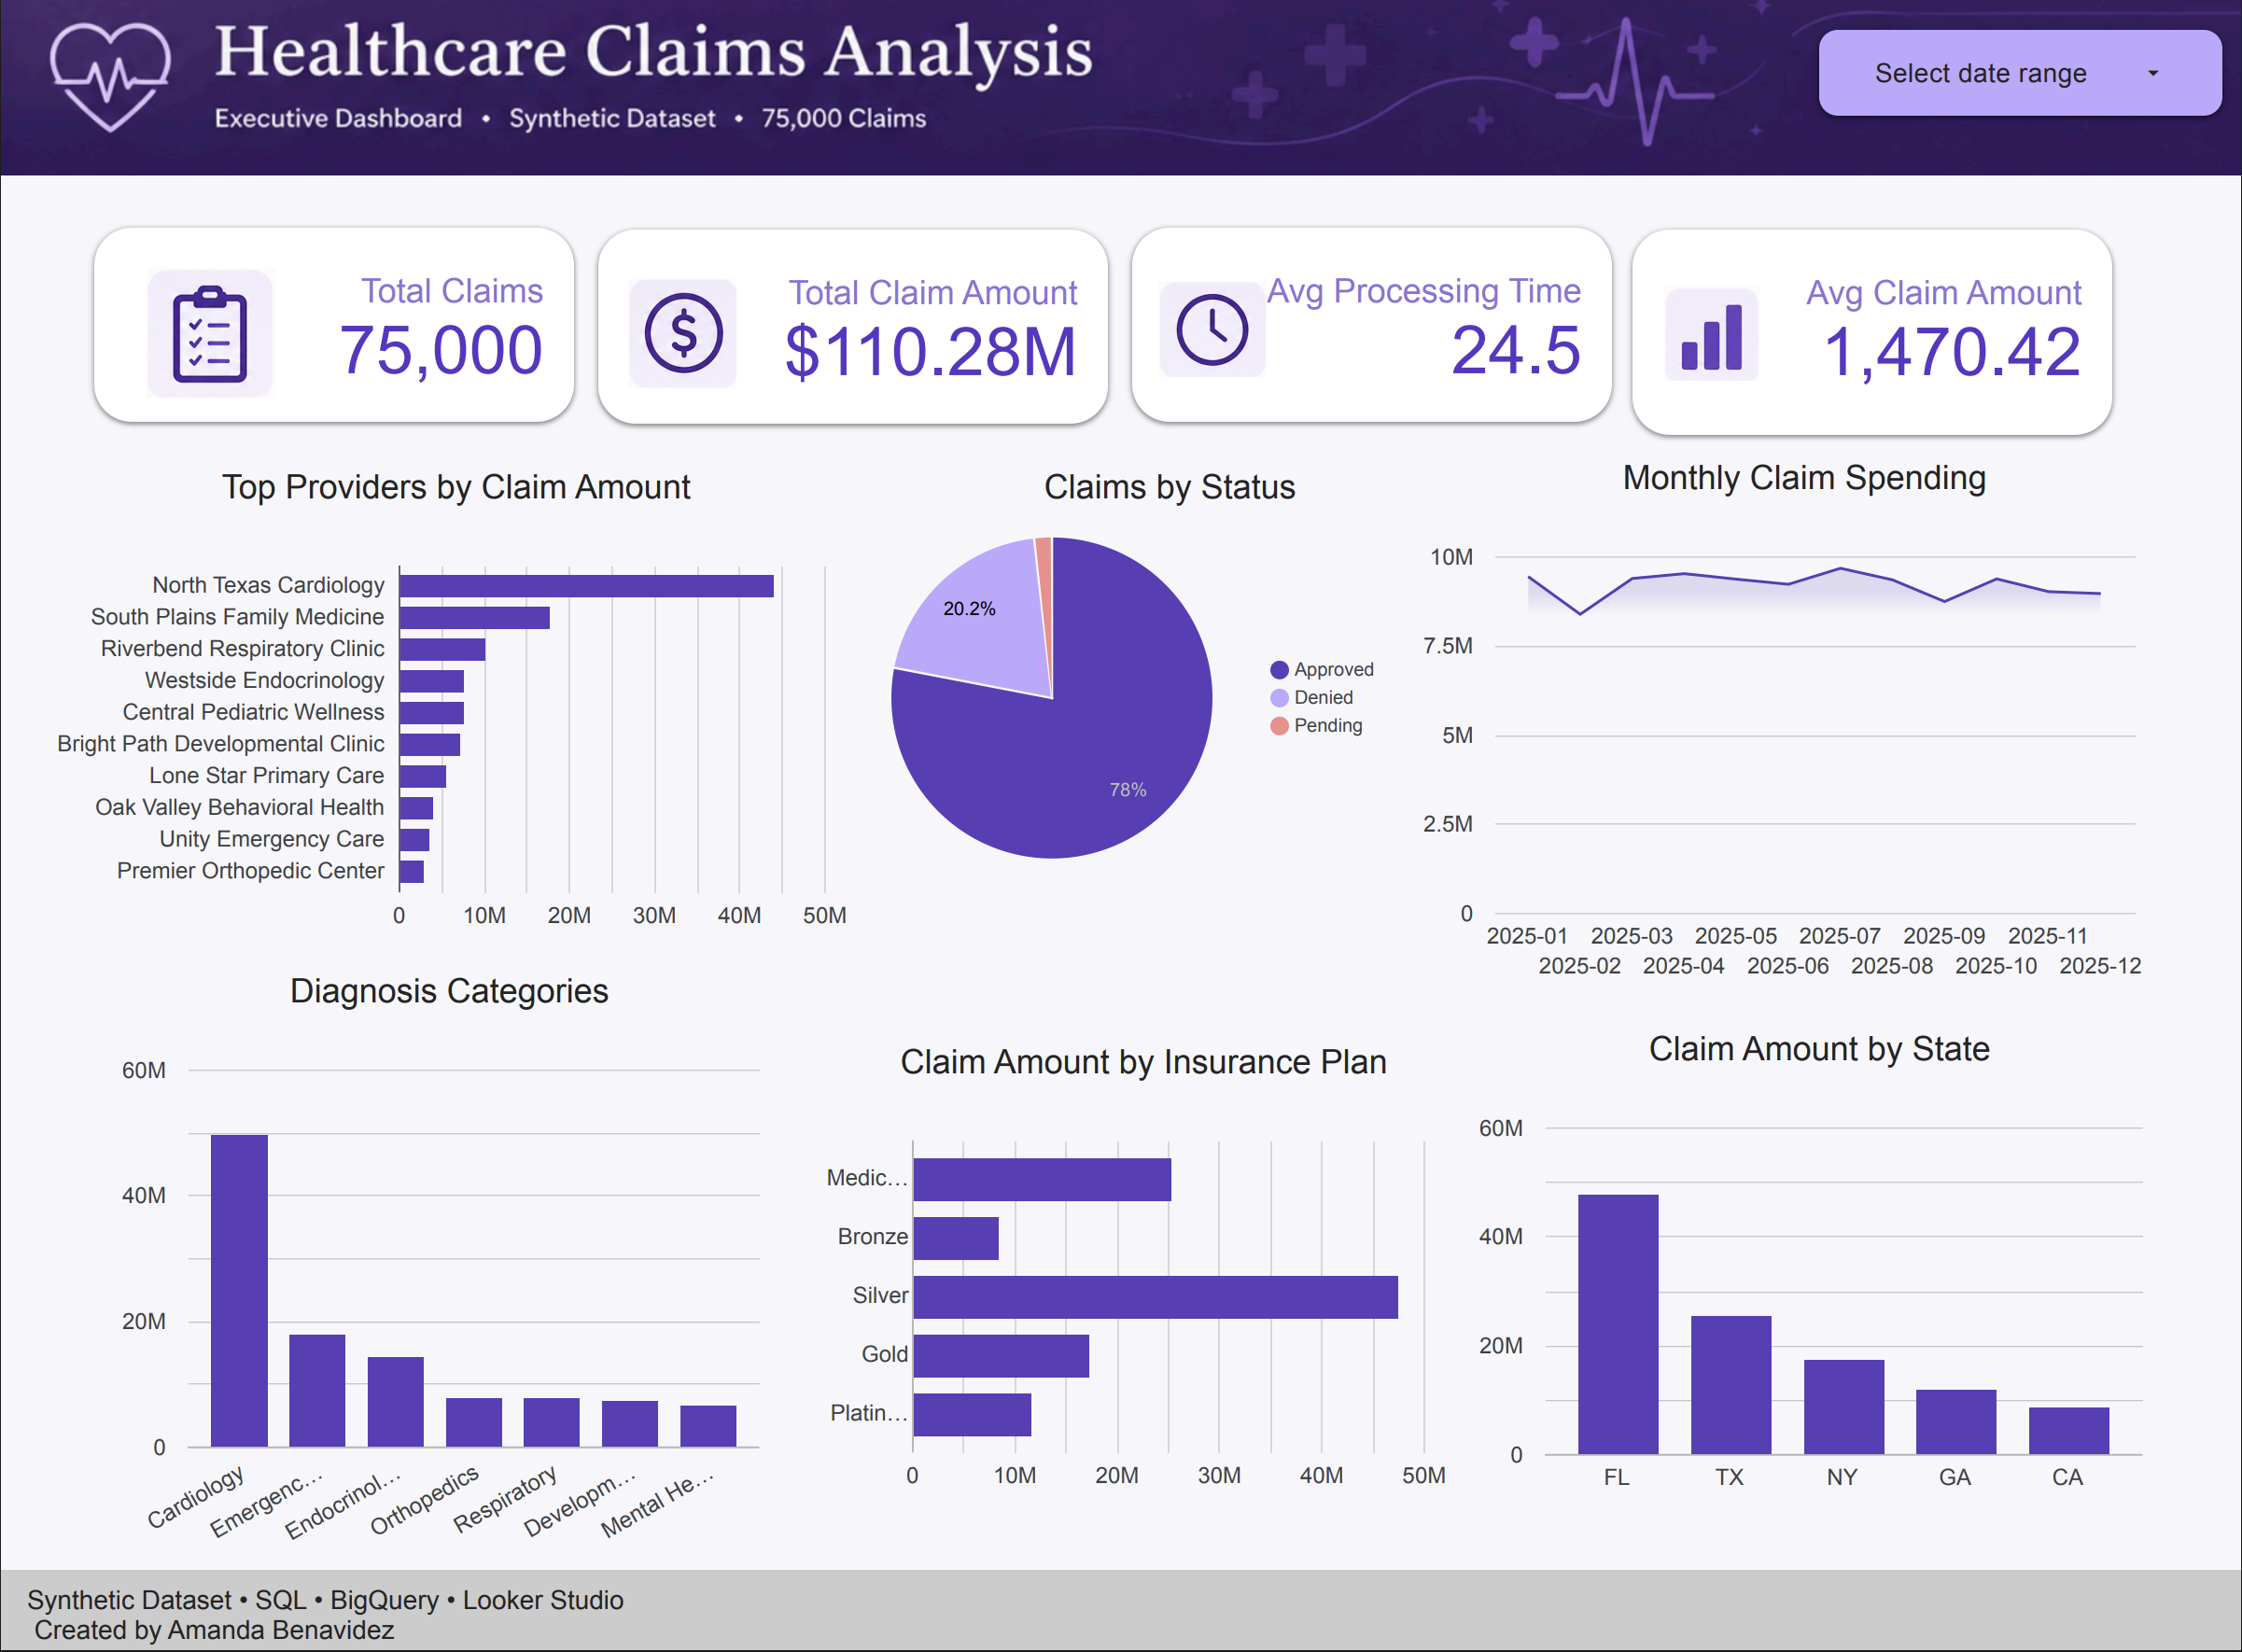 Healthcare Claims Analysis
Executive Dashboard • Synthetic Dataset • 75,000 Claims
Select date range
Total Claims
75,000
Total Claim Amount
$110.28M
Avg Processing Time
24.5
Avg Claim Amount
1,470.42
Top Providers by Claim Amount
North Texas Cardiology
South Plains Family Medicine
Riverbend Respiratory Clinic
Westside Endocrinology
Central Pediatric Wellness
Bright Path Developmental Clinic
Lone Star Primary Care
Oak Valley Behavioral Health
Unity Emergency Care
Premier Orthopedic Center
0 10M 20M 30M 40M 50M
Claims by Status
20.2%
78%
Approved
Denied
Pending
Monthly Claim Spending
10M
7.5M
5M
2.5M
0
2025-01 2025-03 2025-05 2025-07 2025-09 2025-11
2025-02 2025-04 2025-06 2025-08 2025-10 2025-12
Diagnosis Categories
60M
40M
20M
0
Cardiology
Emergenc...
Endocrinol...
Orthopedics
Respiratory
Developm...
Mental He...
Claim Amount by Insurance Plan
Medic...
Bronze
Silver
Gold
Platin...
0 10M 20M 30M 40M 50M
Claim Amount by State
60M
40M
20M
0
FL TX NY GA CA
Synthetic Dataset • SQL • BigQuery • Looker Studio
Created by Amanda Benavidez